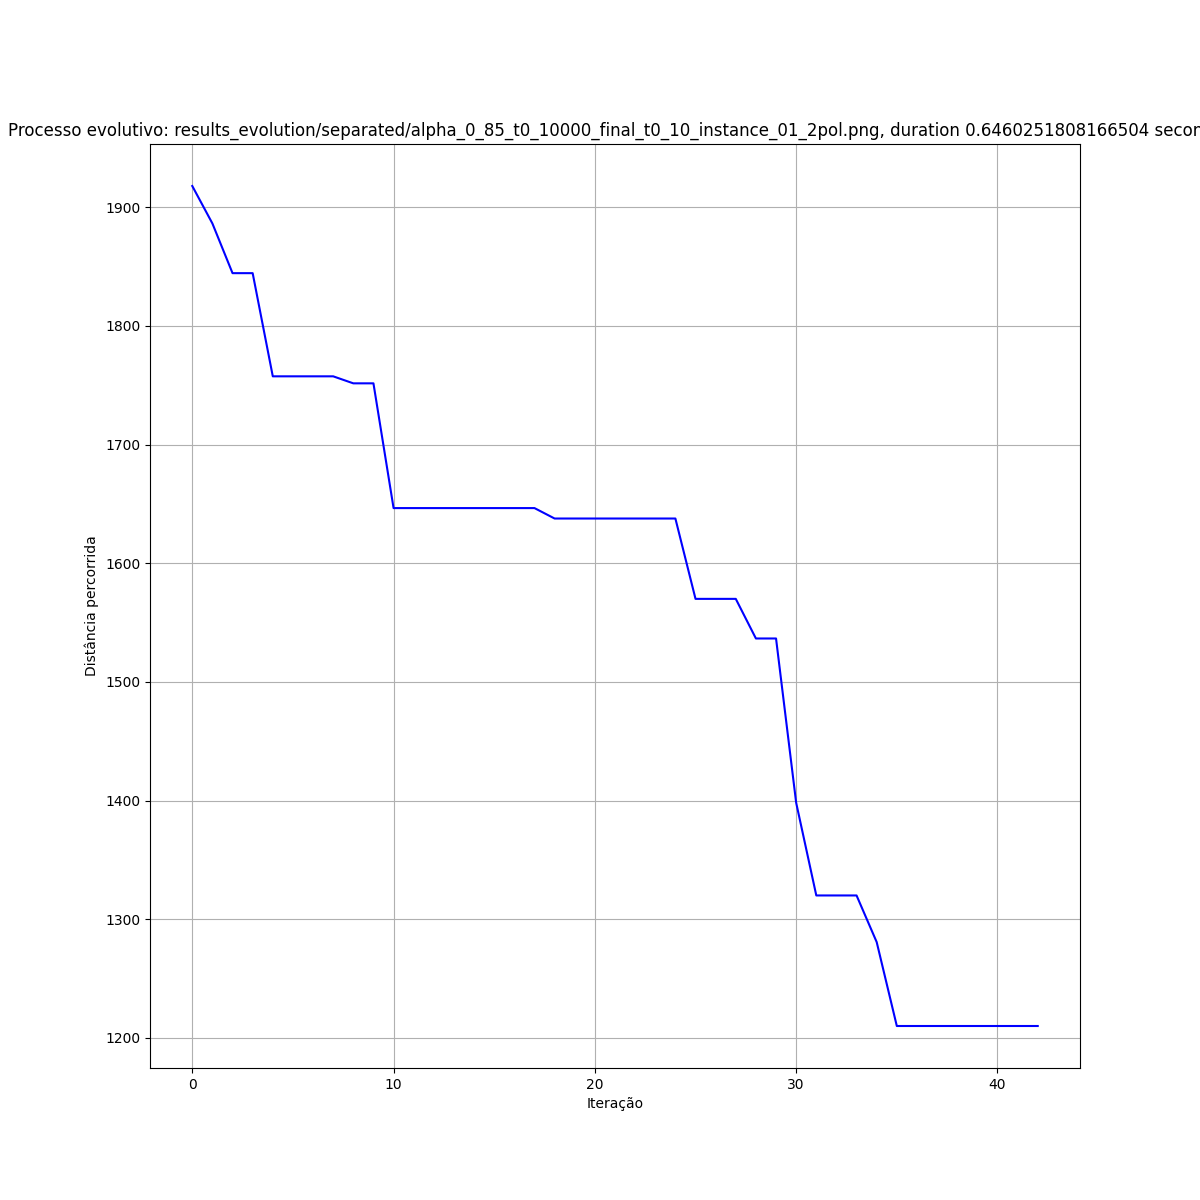 Processo evolutivo: results_evolution/separated/alpha_0_85_t0_10000_final_t0_10_instance_01_2pol.png, duration 0.6460251808166504 secon
1900
1800
1700
1600
1500
1400
1300
1200
Distância percorrida
0 10 20 30 40
Iteração